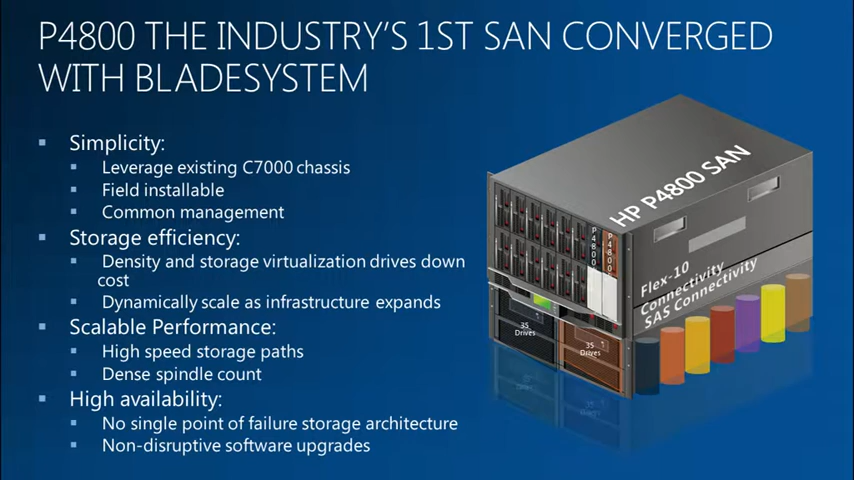 P4800 THE INDUSTRY'S 1ST SAN CONVERGED
WITH BLADESYSTEM
Simplicity:
Leverage existing C7000 chassis
Field installable
Common management
Storage efficiency:
Density and storage virtualization drives down
cost
Dynamically scale as infrastructure expands
Scalable Performance:
High speed storage paths
Dense spindle count
High availability:
No single point of failure storage architecture
Non-disruptive software upgrades
HP P4800 SAN
P4800
P4800
Flex-10
Connectivity
SAS Connectivity
35
Drives
35
Drives